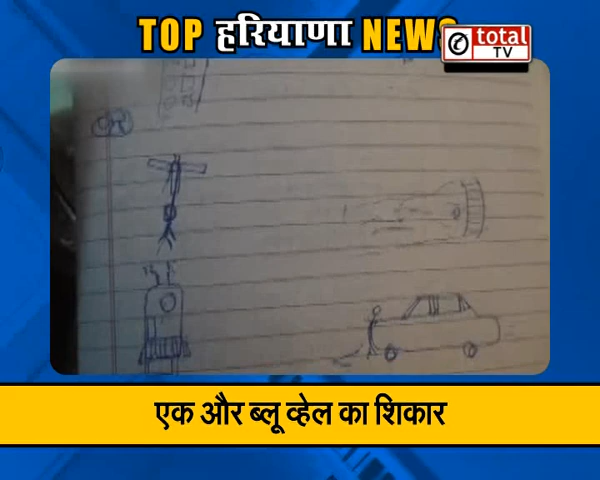 TOP हरियाणा NEWS
total
TV
एक और ब्लू व्हेल का शिकार